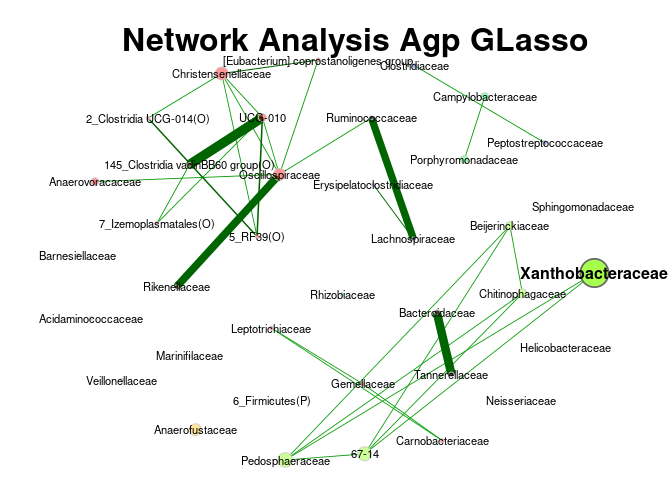 Network Analysis Agp GLasso
[Eubacterium] coprostanoligenes group
Clostridiaceae
Christensenellaceae
Campylobacteraceae
2_Clostridia UCG-014(O)
UCG-010
Ruminococcaceae
Peptostreptococcaceae
Porphyromonadaceae
145_Clostridia vadinBB60 group(O)
Oscillospiraceae
Anaerovoracaceae
Erysipelatoclostridiaceae
Sphingomonadaceae
7_Izemoplasmatales(O)
Beijerinckiaceae
5_RF39(O)
Lachnospiraceae
Barnesiellaceae
Xanthobacteraceae
Rikenellaceae
Rhizobiaceae
Chitinophagaceae
Bacteroidaceae
Acidaminococcaceae
Leptotrichiaceae
Helicobacteraceae
Marinifilaceae
Tannerellaceae
Veillonellaceae
Gemellaceae
6_Firmicutes(P)
Neisseriaceae
Anaerofustaceae
Carnobacteriaceae
67-14
Pedosphaeraceae